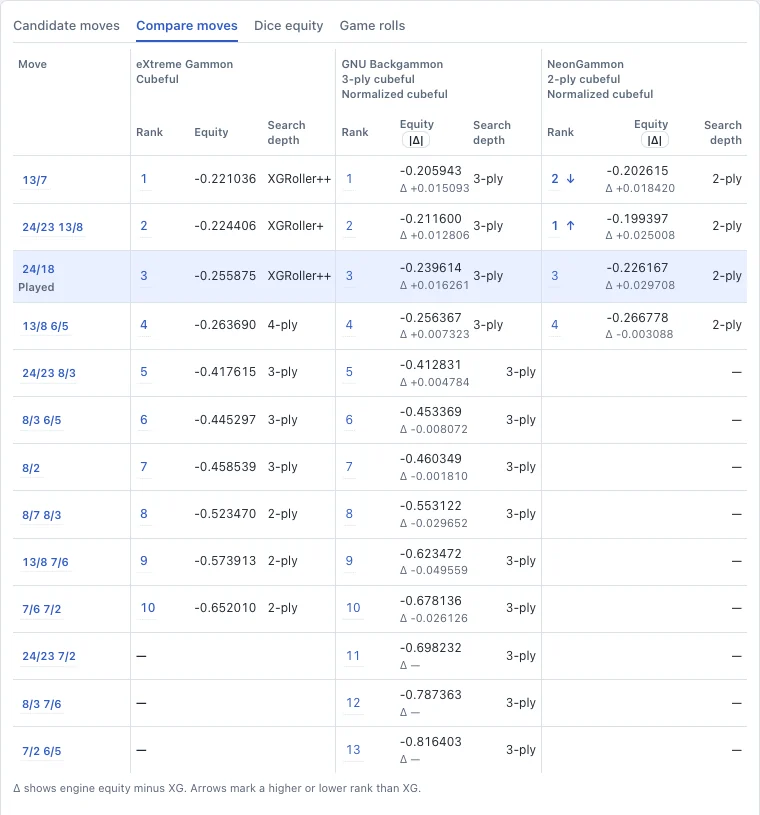 Candidate moves Compare moves Dice equity Game rolls
Move
eXtreme Gammon
Cubeful
GNU Backgammon
3-ply cubeful
Normalized cubeful
NeonGammon
2-ply cubeful
Normalized cubeful
Rank Equity Search depth Rank Equity |Δ| Search depth Rank Equity |Δ| Search depth
13/7 1 -0.221036 XGRoller++ 1 -0.205943 3-ply 2 ↓ -0.202615 2-ply
Δ +0.015093 Δ +0.018420
24/23 13/8 2 -0.224406 XGRoller+ 2 -0.211600 3-ply 1 ↑ -0.199397 2-ply
Δ +0.012806 Δ +0.025008
24/18 3 -0.255875 XGRoller++ 3 -0.239614 3-ply 3 -0.226167 2-ply
Played Δ +0.016261 Δ +0.029708
13/8 6/5 4 -0.263690 4-ply 4 -0.256367 3-ply 4 -0.266778 2-ply
Δ +0.007323 Δ -0.003088
24/23 8/3 5 -0.417615 3-ply 5 -0.412831 3-ply —
Δ +0.004784
8/3 6/5 6 -0.445297 3-ply 6 -0.453369 3-ply —
Δ -0.008072
8/2 7 -0.458539 3-ply 7 -0.460349 3-ply —
Δ -0.001810
8/7 8/3 8 -0.523470 2-ply 8 -0.553122 3-ply —
Δ -0.029652
13/8 7/6 9 -0.573913 2-ply 9 -0.623472 3-ply —
Δ -0.049559
7/6 7/2 10 -0.652010 2-ply 10 -0.678136 3-ply —
Δ -0.026126
24/23 7/2 — 11 -0.698232 3-ply —
Δ —
8/3 7/6 — 12 -0.787363 3-ply —
Δ —
7/2 6/5 — 13 -0.816403 3-ply —
Δ —
Δ shows engine equity minus XG. Arrows mark a higher or lower rank than XG.